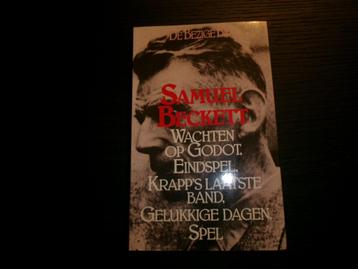 DE BEZIGE BIJ
SAMUEL
BECKETT
WACHTEN
OP GODOT,
EINDSPEL,
KRAPP'S LAATSTE
BAND,
GELUKKIGE DAGEN,
SPEL